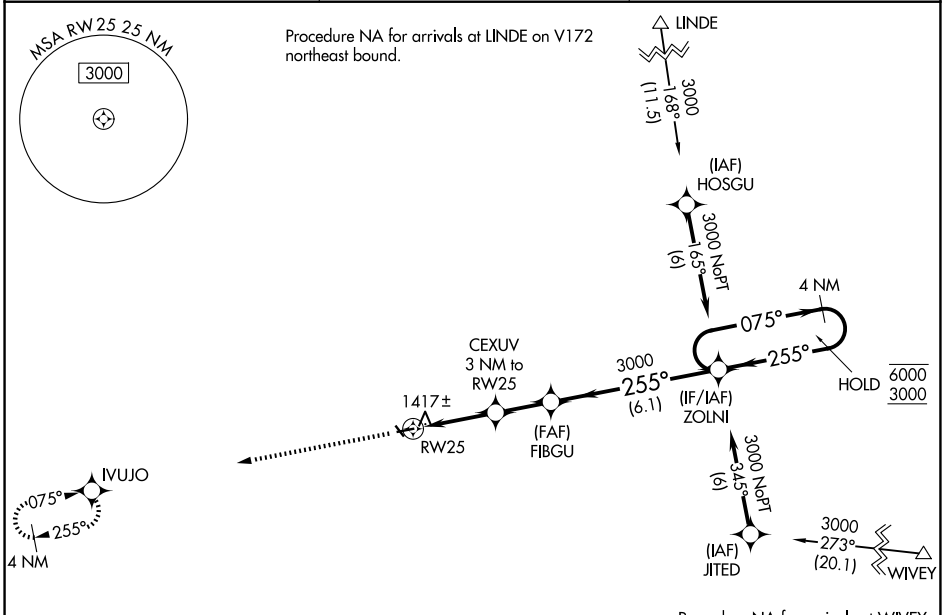 MSA RW25 25 NM
3000
Procedure NA for arrivals at LINDE on V172
northeast bound.
LINDE
3000
168°
(11.5)
(IAF)
HOSGU
3000 NoPT
165°
(6)
4 NM
075°
255°
HOLD
6000
3000
(IF/IAF)
ZOLNI
3000
255°
(6.1)
CEXUV
3 NM to
RW25
(FAF)
FIBGU
1417±
RW25
IVUJO
075°
255°
4 NM
3000 NoPT
345°
(6)
(IAF)
JITED
3000
273°
(20.1)
WIVEY